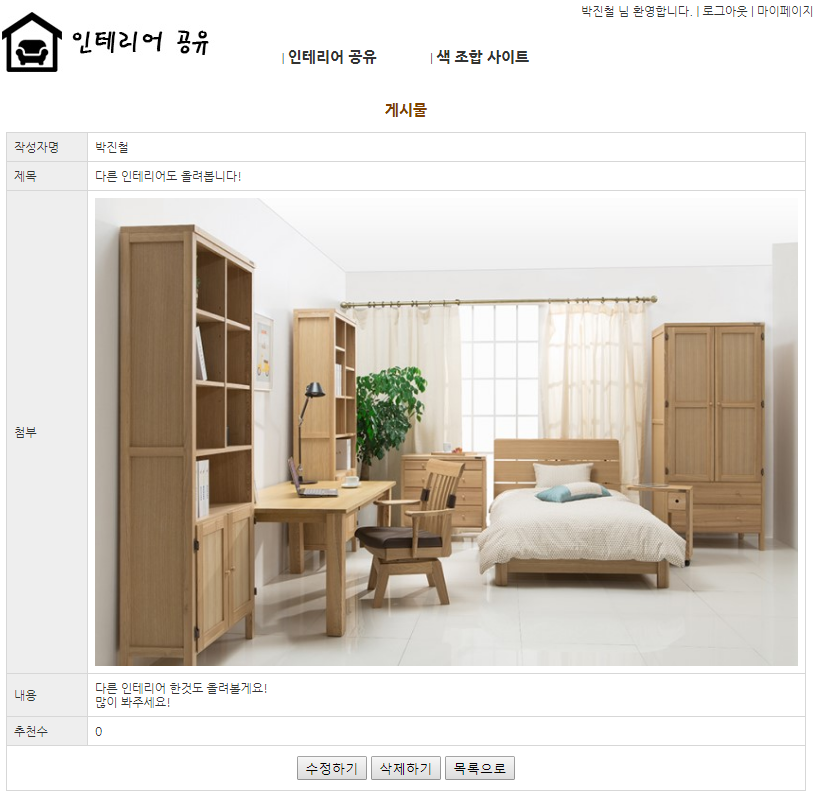 박진철 님 환영합니다. | 로그아웃 | 마이페이지
인테리어 공유
| 인테리어 공유 | 색 조합 사이트
게시물
작성자명 박진철
제목 다른 인테리어도 올려봅니다!
첨부
내용 다른 인테리어 한것도 올려볼게요!
많이 봐주세요!
추천수 0
수정하기 삭제하기 목록으로